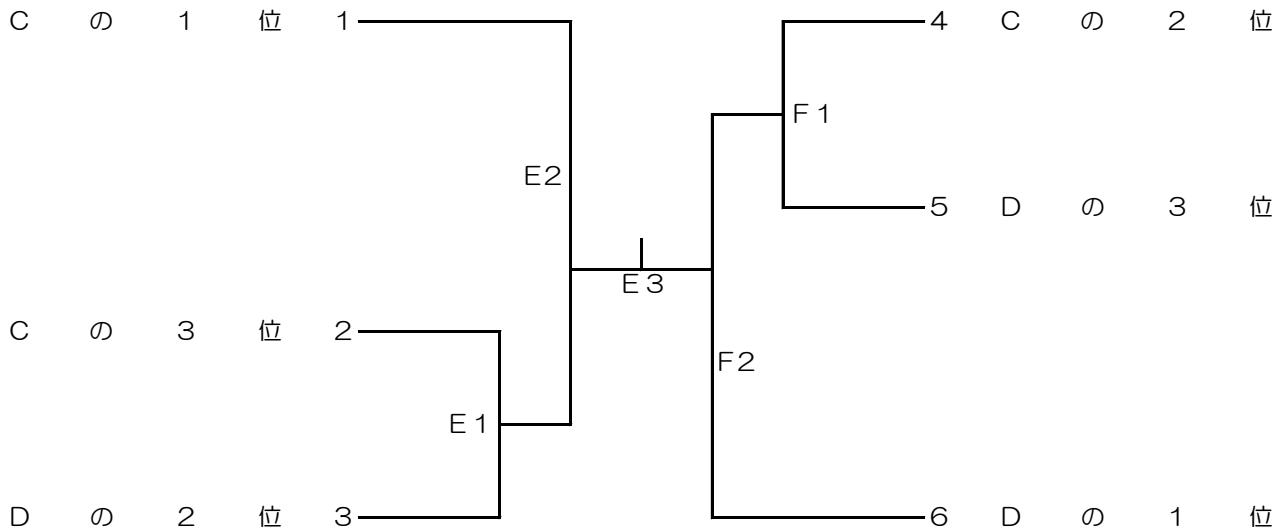 Cの1位 1
4 Cの2位
F1
E2
5 Dの3位
E3
Cの3位 2
F2
E1
Dの2位 3
6 Dの1位